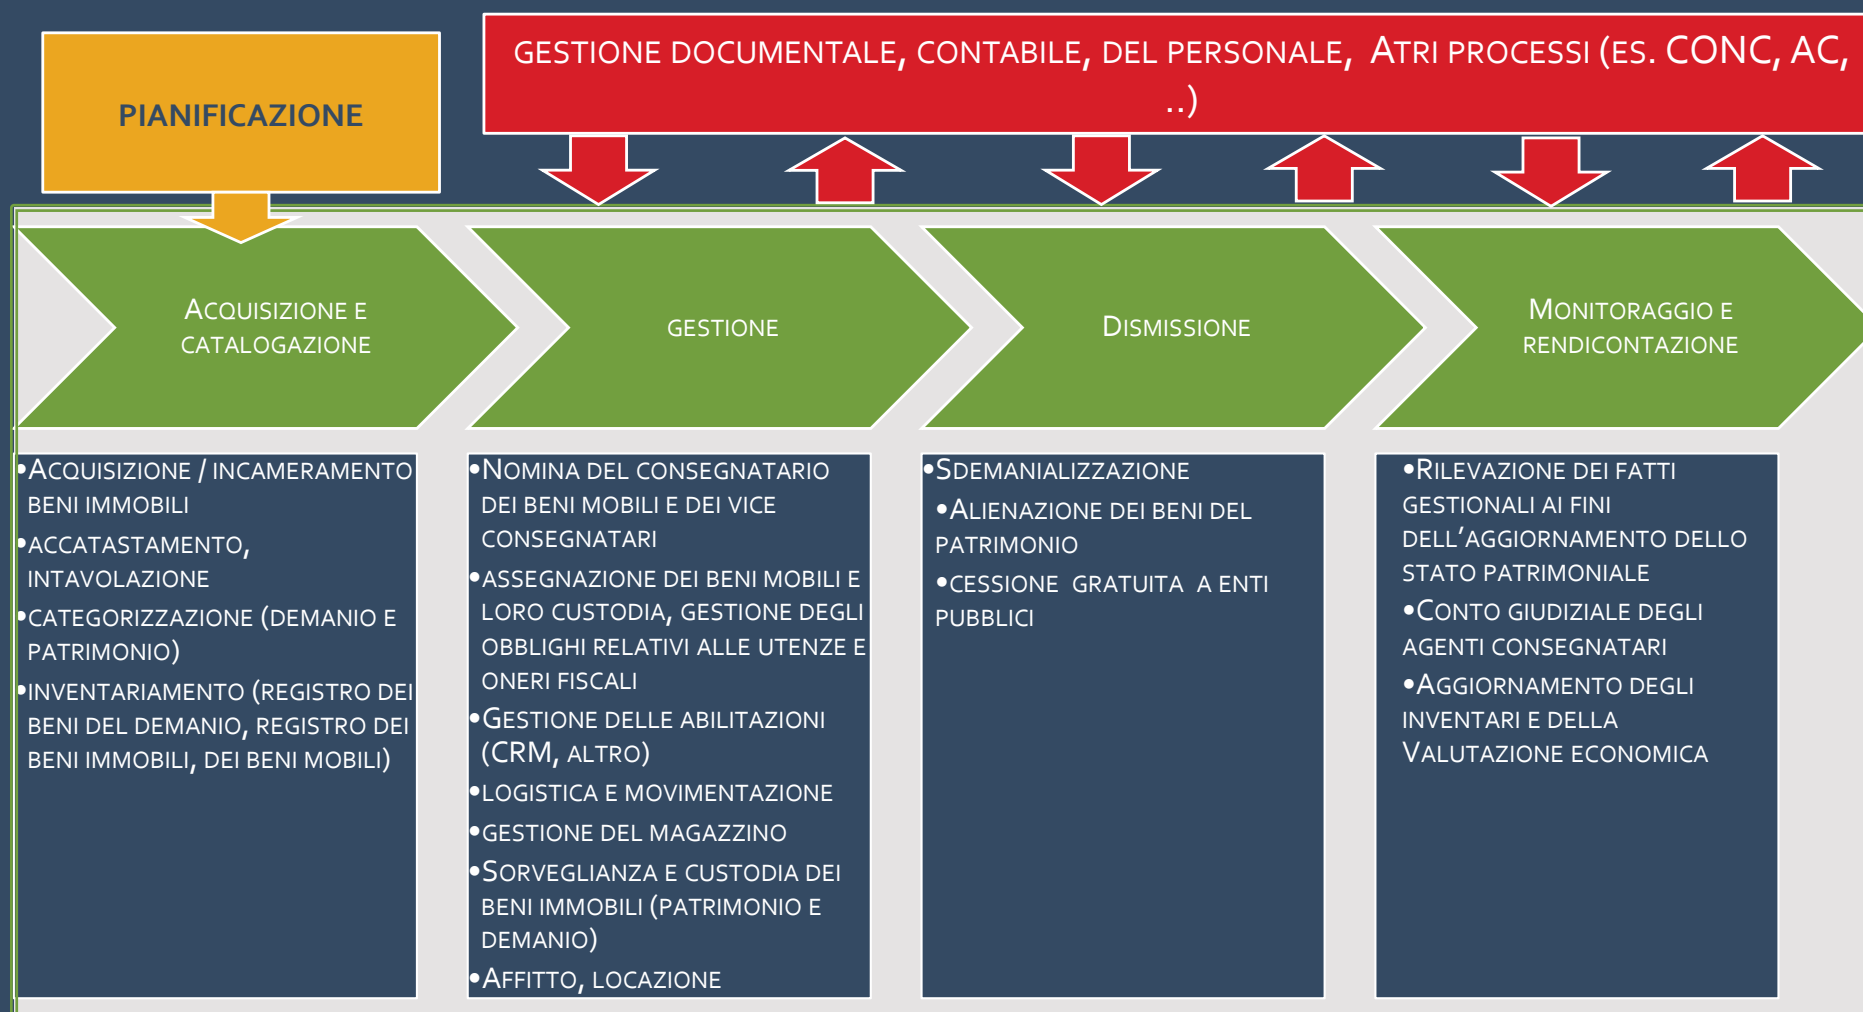 PIANIFICAZIONE
GESTIONE DOCUMENTALE, CONTABILE, DEL PERSONALE, ATRI PROCESSI (ES. CONC, AC,
..)
ACQUISIZIONE E
CATALOGAZIONE
GESTIONE
DISMISSIONE
MONITORAGGIO E
RENDICONTAZIONE
•ACQUISIZIONE / INCAMERAMENTO
BENI IMMOBILI
•ACCATASTAMENTO,
INTAVOLAZIONE
•CATEGORIZZAZIONE (DEMANIO E
PATRIMONIO)
•INVENTARIAMENTO (REGISTRO DEI
BENI DEL DEMANIO, REGISTRO DEI
BENI IMMOBILI, DEI BENI MOBILI)
•NOMINA DEL CONSEGNATARIO
DEI BENI MOBILI E DEI VICE
CONSEGNATARI
•ASSEGNAZIONE DEI BENI MOBILI E
LORO CUSTODIA, GESTIONE DEGLI
OBBLIGHI RELATIVI ALLE UTENZE E
ONERI FISCALI
•GESTIONE DELLE ABILITAZIONI
(CRM, ALTRO)
•LOGISTICA E MOVIMENTAZIONE
•GESTIONE DEL MAGAZZINO
•SORVEGLIANZA E CUSTODIA DEI
BENI IMMOBILI (PATRIMONIO E
DEMANIO)
•AFFITTO, LOCAZIONE
•SDEMANIALIZZAZIONE
•ALIENAZIONE DEI BENI DEL
PATRIMONIO
•CESSIONE GRATUITA A ENTI
PUBBLICI
•RILEVAZIONE DEI FATTI
GESTIONALI AI FINI
DELL'AGGIORNAMENTO DELLO
STATO PATRIMONIALE
•CONTO GIUDIZIALE DEGLI
AGENTI CONSEGNATARI
•AGGIORNAMENTO DEGLI
INVENTARI E DELLA
VALUTAZIONE ECONOMICA